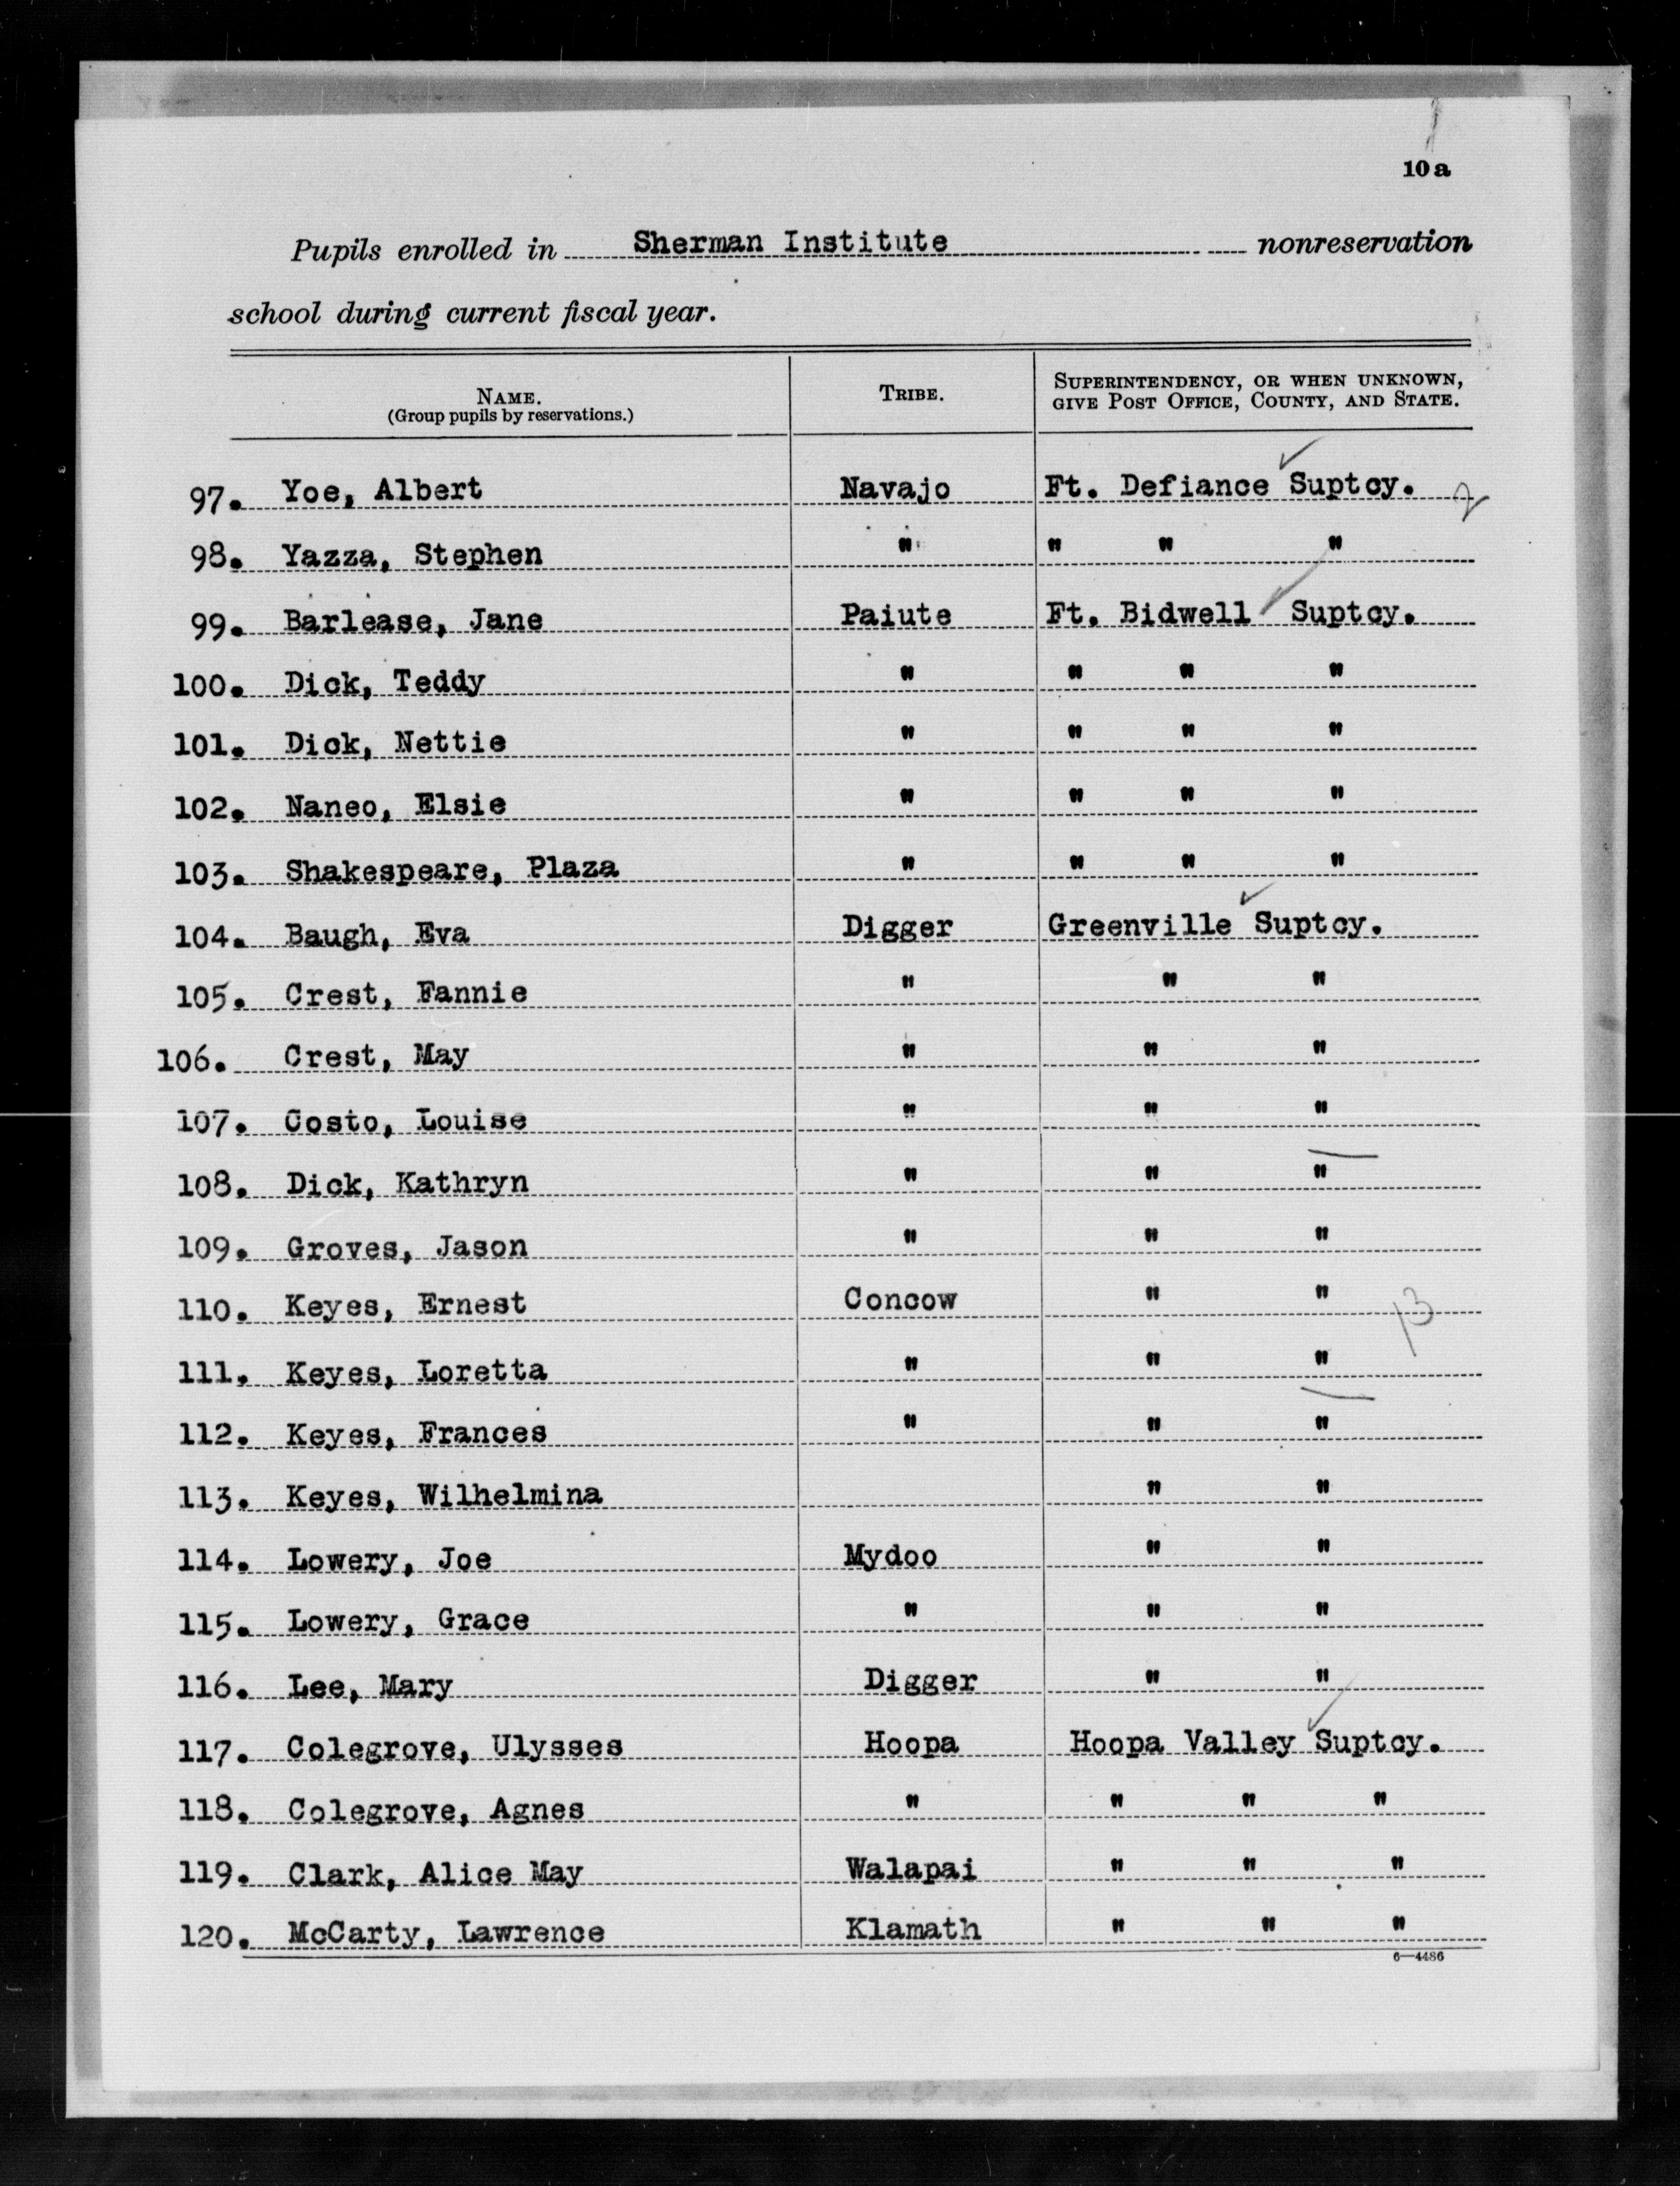 10a
Pupils enrolled in Sherman Institute nonreservation
school during current fiscal year.
NAME. TRIBE. SUPERINTENDENCY, OR WHEN UNKNOWN,
(Group pupils by reservations.) GIVE POST OFFICE, COUNTY, AND STATE.
97. Yoe, Albert Navajo Ft. Defiance Suptcy. 2
98. Yazza, Stephen " " " "
99. Barlease, Jane Paiute Ft. Bidwell Suptcy.
100. Dick, Teddy " " " "
101. Dick, Nettie " " " "
102. Naneo, Elsie " " " "
103. Shakespeare, Plaza " " " "
104. Baugh, Eva Digger Greenville Suptcy.
105. Crest, Fannie " " "
106. Crest, May " " "
107. Costo, Louise " " "
108. Dick, Kathryn " " "
109. Groves, Jason " " "
110. Keyes, Ernest Concow " " 13
111. Keyes, Loretta " " "
112. Keyes, Frances " " "
113. Keyes, Wilhelmina " "
114. Lowery, Joe Mydoo " "
115. Lowery, Grace " " "
116. Lee, Mary Digger " "
117. Colegrove, Ulysses Hoopa Hoopa Valley Suptcy.
118. Colegrove, Agnes " " " "
119. Clark, Alice May Walapai " " "
120. McCarty, Lawrence Klamath " " "
6—4486